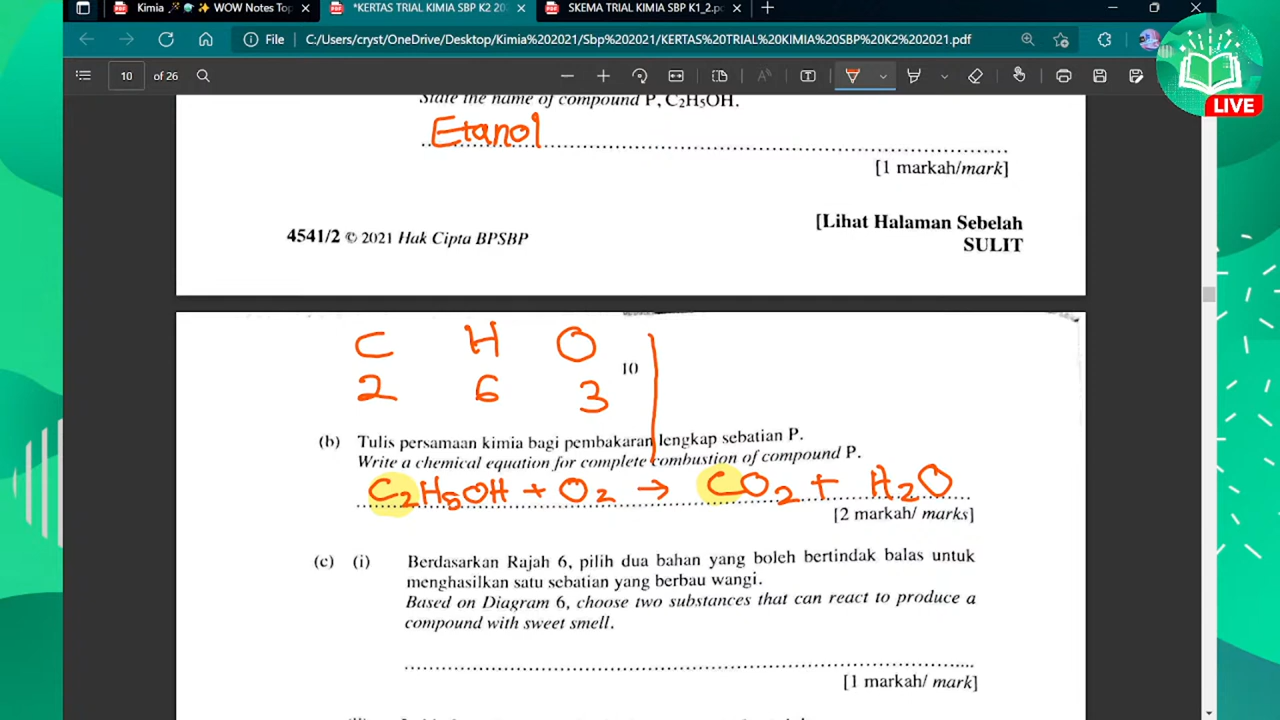 Kimia 🪄 🧑‍🎓 ✨ WOW Notes Top
*KERTAS TRIAL KIMIA SBP K2 202
SKEMA TRIAL KIMIA SBP K1_2.p
File
C:/Users/cryst/OneDrive/Desktop/Kimia%202021/Sbp%202021/KERTAS%20TRIAL%20KIMIA%20SBP%20K2%202021.pdf
LIVE
10 of 26
State the name of compound P, C₂H₅OH.
Etanol
[1 markah/mark]
[Lihat Halaman Sebelah
4541/2 © 2021 Hak Cipta BPSBP
SULIT
C H O
10
2 6 3
(b) Tulis persamaan kimia bagi pembakaran lengkap sebatian P.
Write a chemical equation for complete combustion of compound P.
C₂H₅OH + O₂ → CO₂ + H₂O
[2 markah/ marks]
(c) (i) Berdasarkan Rajah 6, pilih dua bahan yang boleh bertindak balas untuk
menghasilkan satu sebatian yang berbau wangi.
Based on Diagram 6, choose two substances that can react to produce a
compound with sweet smell.
[1 markah/ mark]